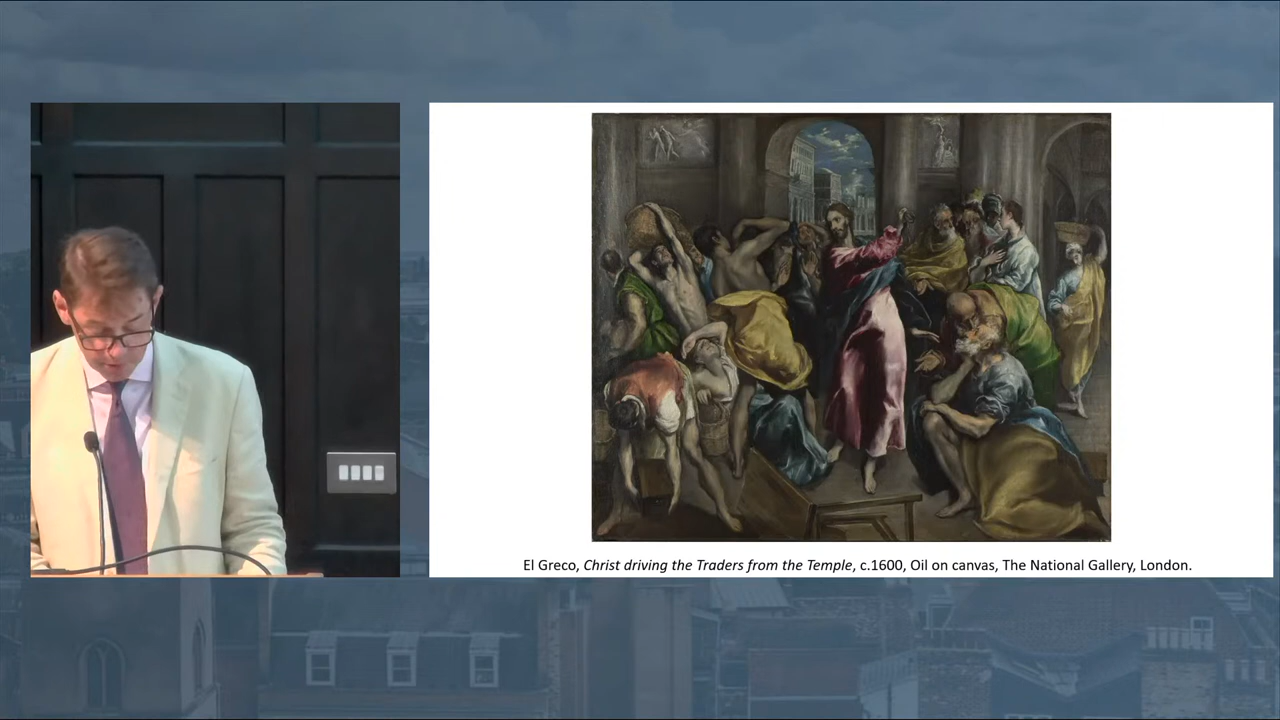 El Greco, Christ driving the Traders from the Temple, c.1600, Oil on canvas, The National Gallery, London.